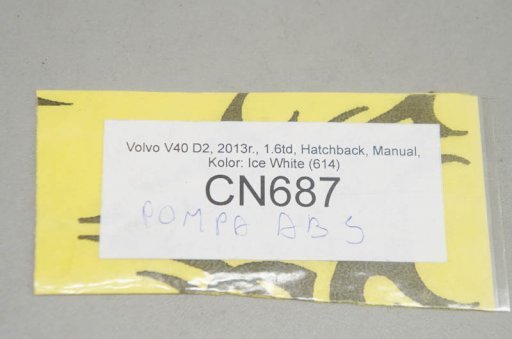 Volvo V40 D2, 2013r., 1.6td, Hatchback, Manual,
Kolor: Ice White (614)
CN687
POMPA ABS